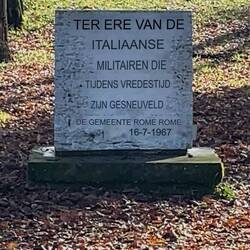 TER ERE VAN DE
ITALIAANSE
MILITAIREN DIE
TIJDENS VREDESTIJD
ZIJN GESNEUVELD
DE GEMEENTE ROME ROME
16-7-1967